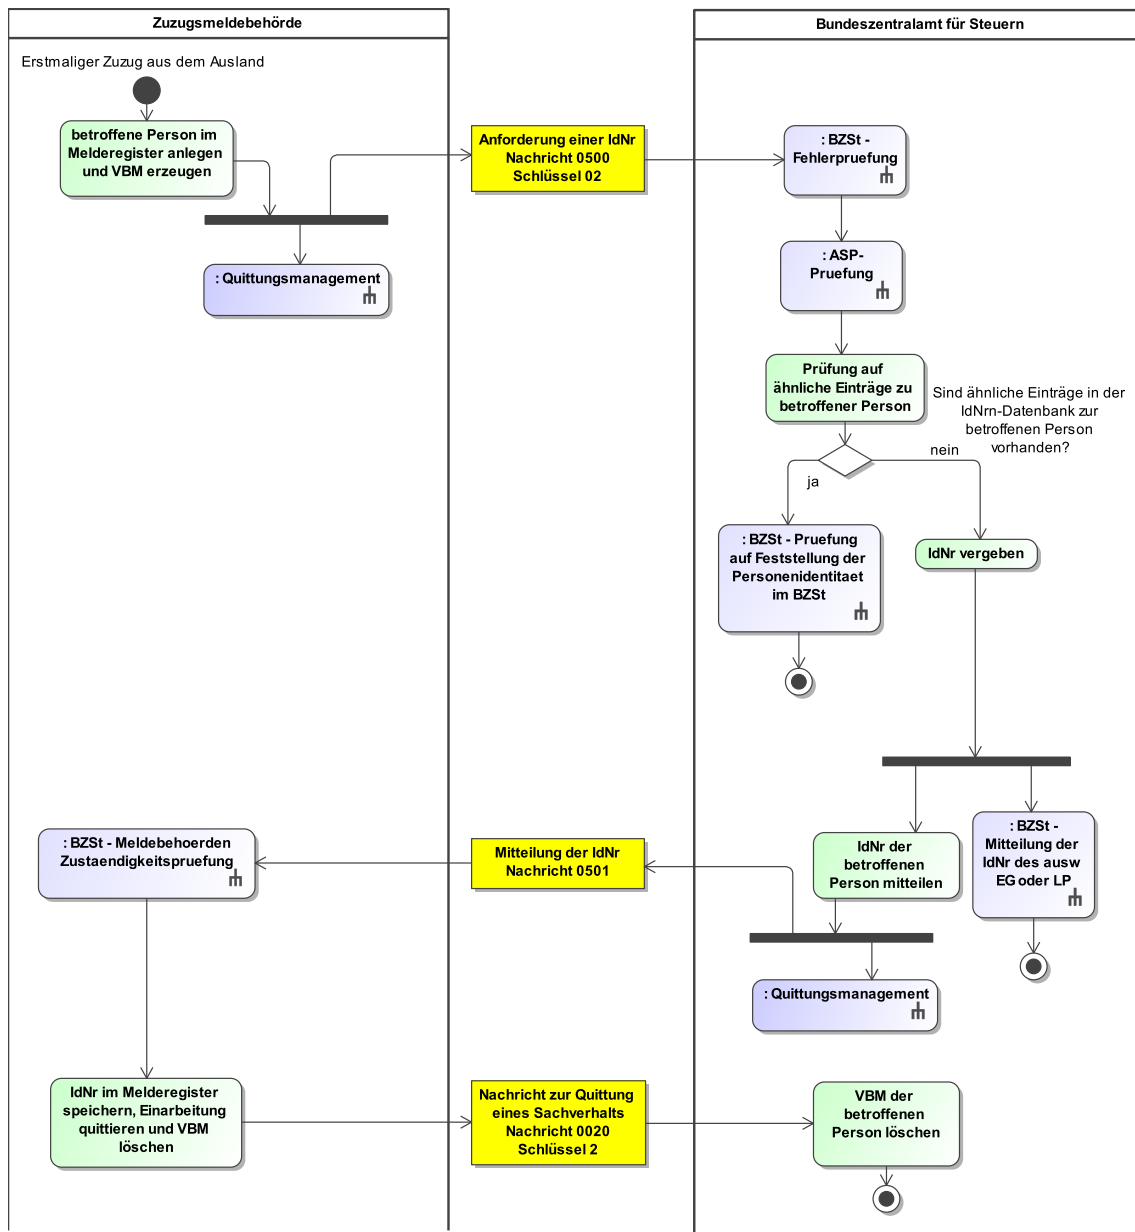 Zuzugsmeldebehörde
Bundeszentralamt für Steuern
Erstmaliger Zuzug aus dem Ausland
betroffene Person im
Melderegister anlegen
und VBM erzeugen
Anforderung einer IdNr
Nachricht 0500
Schlüssel 02
: BZSt -
Fehlerpruefung
: Quittungsmanagement
: ASP-
Pruefung
Prüfung auf
ähnliche Einträge zu
betroffener Person
Sind ähnliche Einträge in der
IdNrn-Datenbank zur
betroffenen Person
vorhanden?
nein
ja
: BZSt - Pruefung
auf Feststellung der
Personenidentitaet
im BZSt
IdNr vergeben
: BZSt - Meldebehoerden
Zustaendigkeitspruefung
Mitteilung der IdNr
Nachricht 0501
IdNr der
betroffenen
Person mitteilen
: BZSt -
Mitteilung der
IdNr des ausw
EG oder LP
: Quittungsmanagement
IdNr im Melderegister
speichern, Einarbeitung
quittieren und VBM
löschen
Nachricht zur Quittung
eines Sachverhalts
Nachricht 0020
Schlüssel 2
VBM der
betroffenen
Person löschen